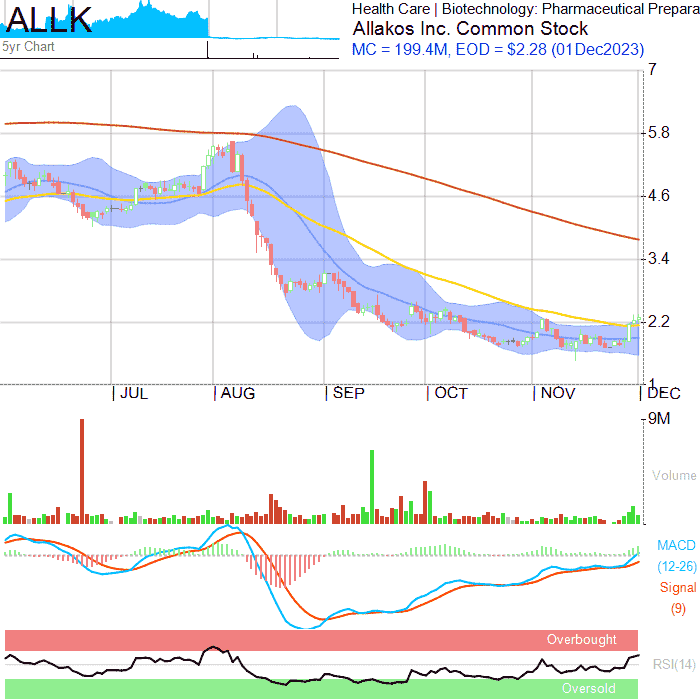 ALLK
5yr Chart
Health Care | Biotechnology: Pharmaceutical Prepara
Allakos Inc. Common Stock
MC = 199.4M, EOD = $2.28 (01Dec2023)
7
5.8
4.6
3.4
2.2
1
| JUL | AUG | SEP | OCT | NOV | DEC
9M
Volume
MACD
(12-26)
Signal
(9)
Overbought
RSI(14)
Oversold